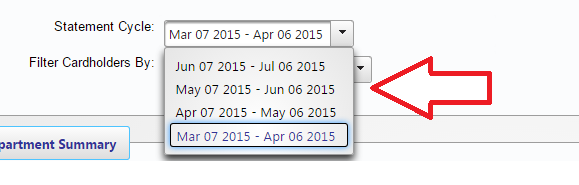 Statement Cycle: Mar 07 2015 - Apr 06 2015
Filter Cardholders By:
Jun 07 2015 - Jul 06 2015
May 07 2015 - Jun 06 2015
Apr 07 2015 - May 06 2015
Mar 07 2015 - Apr 06 2015
partment Summary